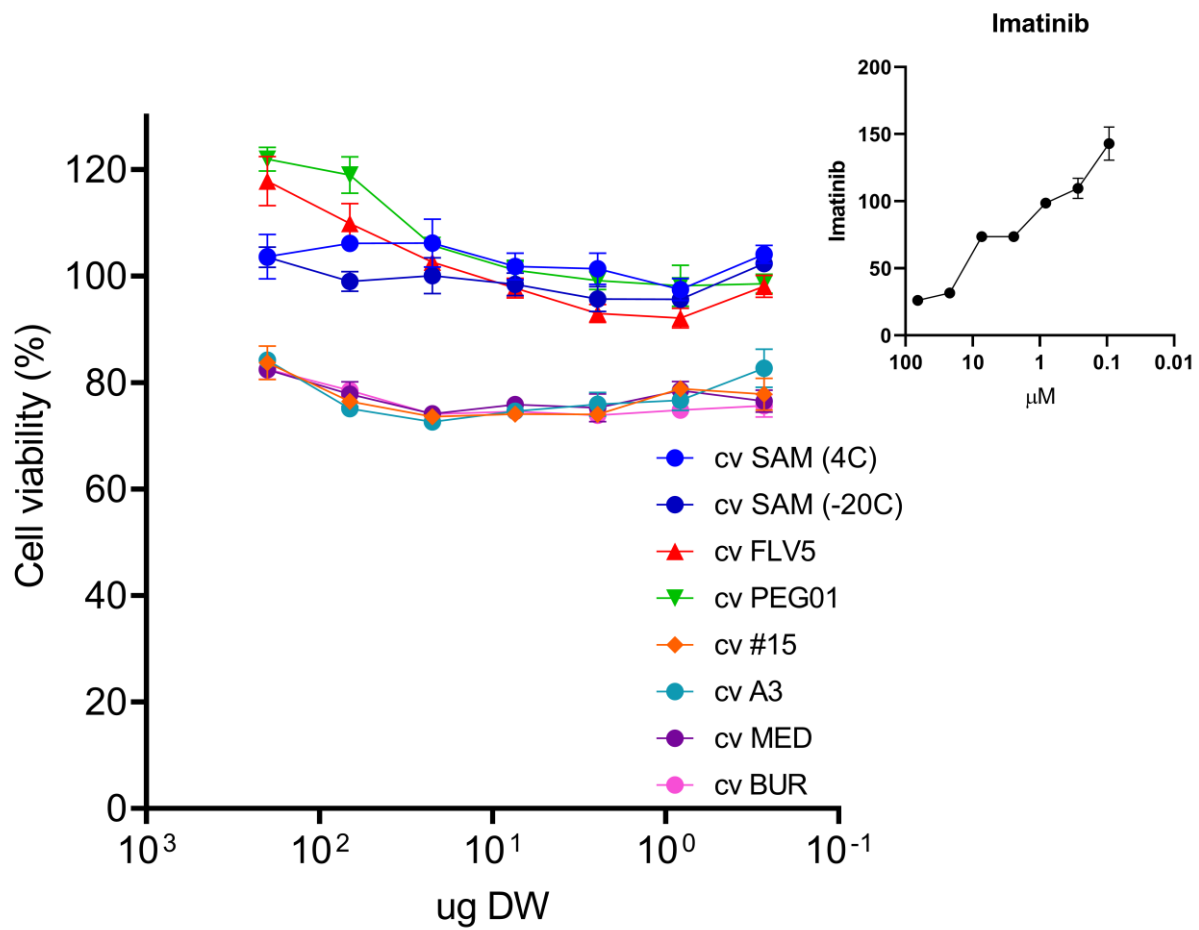 Imatinib
200
150
100
50
0
Imatinib
100
10
1
0.1
0.01
μM
120
100
80
60
40
20
0
Cell viability (%)
cv SAM (4C)
cv SAM (-20C)
cv FLV5
cv PEG01
cv #15
cv A3
cv MED
cv BUR
10³
10²
10¹
10⁰
10⁻¹
ug DW